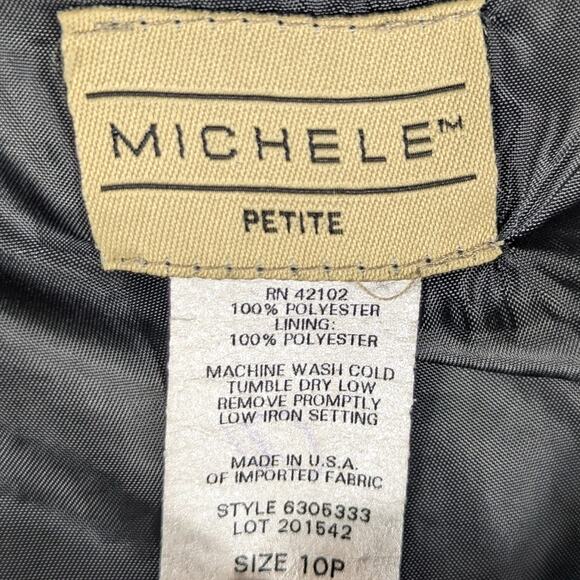 MICHELE™
PETITE
RN 42102
100% POLYESTER
LINING:
100% POLYESTER
MACHINE WASH COLD
TUMBLE DRY LOW
REMOVE PROMPTLY
LOW IRON SETTING
MADE IN U.S.A.
OF IMPORTED FABRIC
STYLE 6305333
LOT 201542
SIZE 10P